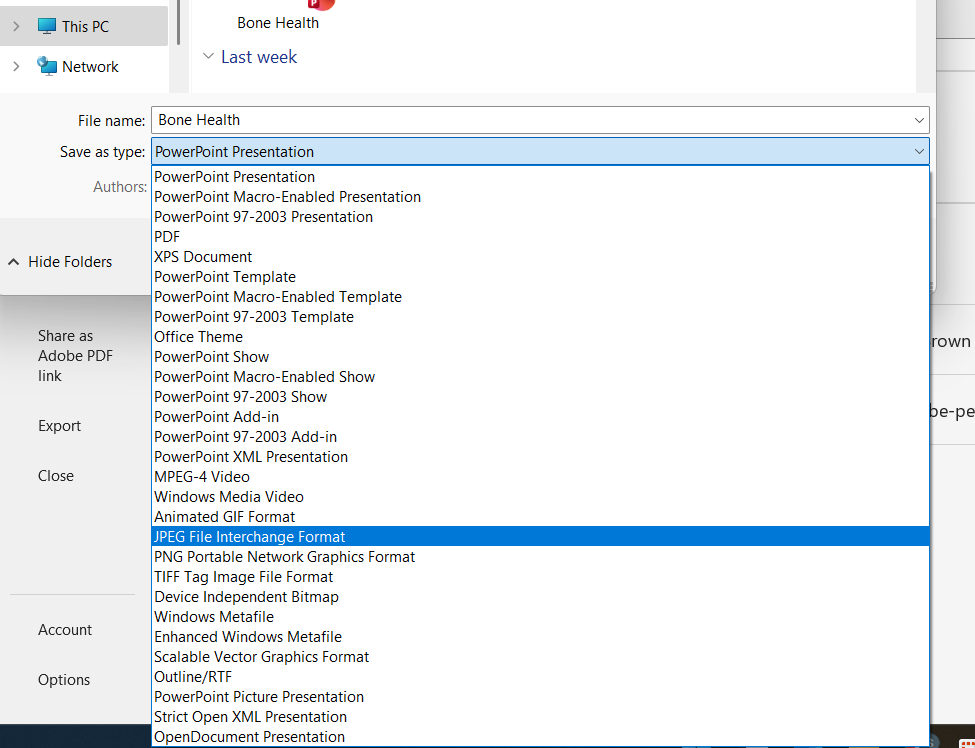 This PC
Network
Bone Health
Last week
File name: Bone Health
Save as type: PowerPoint Presentation
Authors:
PowerPoint Presentation
PowerPoint Macro-Enabled Presentation
PowerPoint 97-2003 Presentation
PDF
XPS Document
PowerPoint Template
PowerPoint Macro-Enabled Template
PowerPoint 97-2003 Template
Office Theme
PowerPoint Show
PowerPoint Macro-Enabled Show
PowerPoint 97-2003 Show
PowerPoint Add-in
PowerPoint 97-2003 Add-in
PowerPoint XML Presentation
MPEG-4 Video
Windows Media Video
Animated GIF Format
JPEG File Interchange Format
PNG Portable Network Graphics Format
TIFF Tag Image File Format
Device Independent Bitmap
Windows Metafile
Enhanced Windows Metafile
Scalable Vector Graphics Format
Outline/RTF
PowerPoint Picture Presentation
Strict Open XML Presentation
OpenDocument Presentation
Hide Folders
Share as
Adobe PDF
link
Export
Close
Account
Options
rown
be-pe